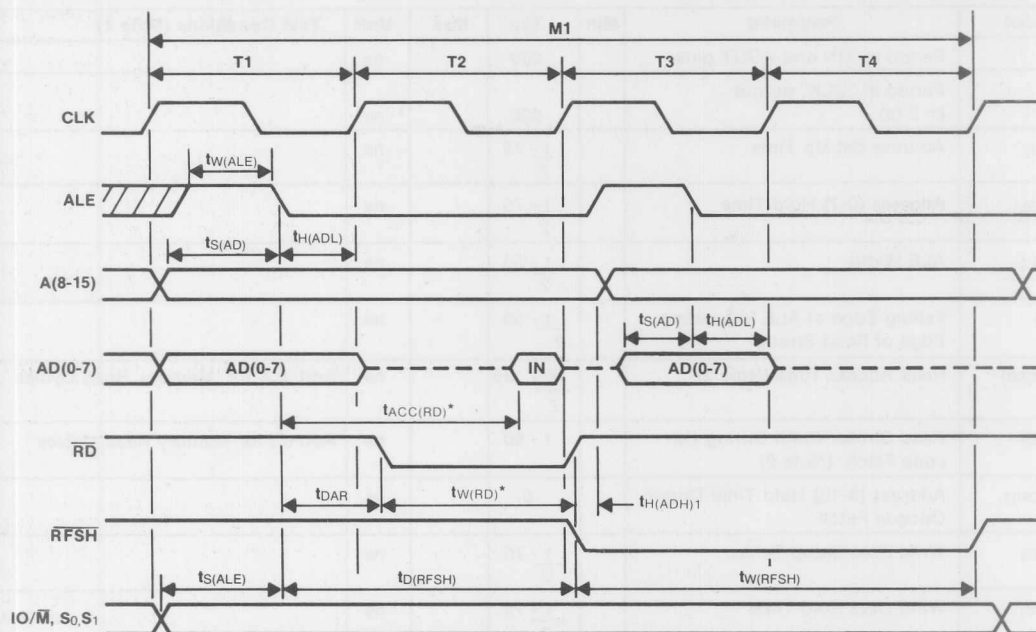 M1
T1 T2 T3 T4
CLK
tW(ALE)
ALE
tS(AD) tH(ADL)
A(8-15)
tS(AD) tH(ADL)
AD(0-7) AD(0-7) IN AD(0-7)
tACC(RD)*
RD
tDAR tW(RD)* tH(ADH)1
RFSH
tS(ALE) tD(RFSH) tW(RFSH)
IO/M, S0,S1